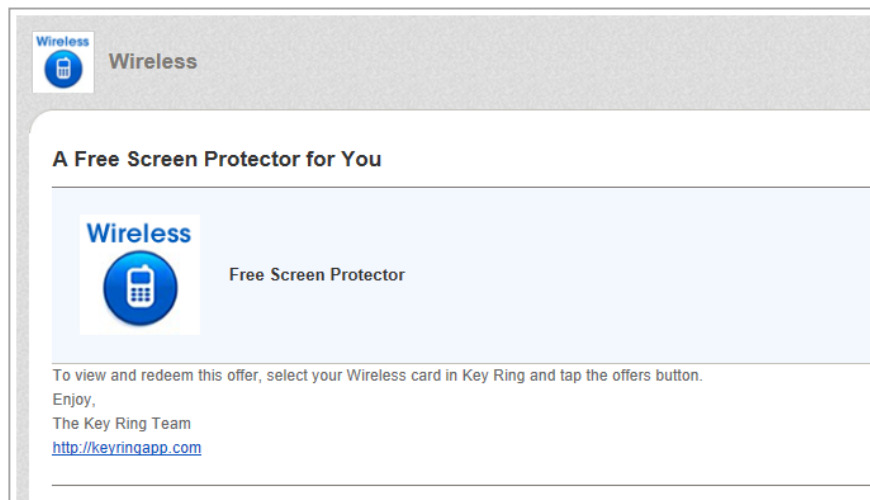 Wireless
Wireless
A Free Screen Protector for You
Wireless
Free Screen Protector
To view and redeem this offer, select your Wireless card in Key Ring and tap the offers button.
Enjoy,
The Key Ring Team
http://keyringapp.com